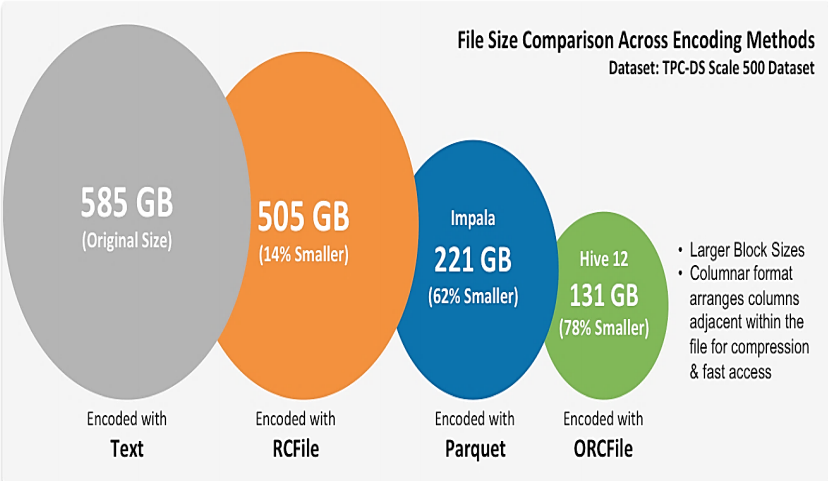 File Size Comparison Across Encoding Methods
Dataset: TPC-DS Scale 500 Dataset
585 GB
(Original Size)
505 GB
(14% Smaller)
Impala
221 GB
(62% Smaller)
Hive 12
131 GB
(78% Smaller)
• Larger Block Sizes
• Columnar format
arranges columns
adjacent within the
file for compression
& fast access
Encoded with
Text
Encoded with
RCFile
Encoded with
Parquet
Encoded with
ORCFile